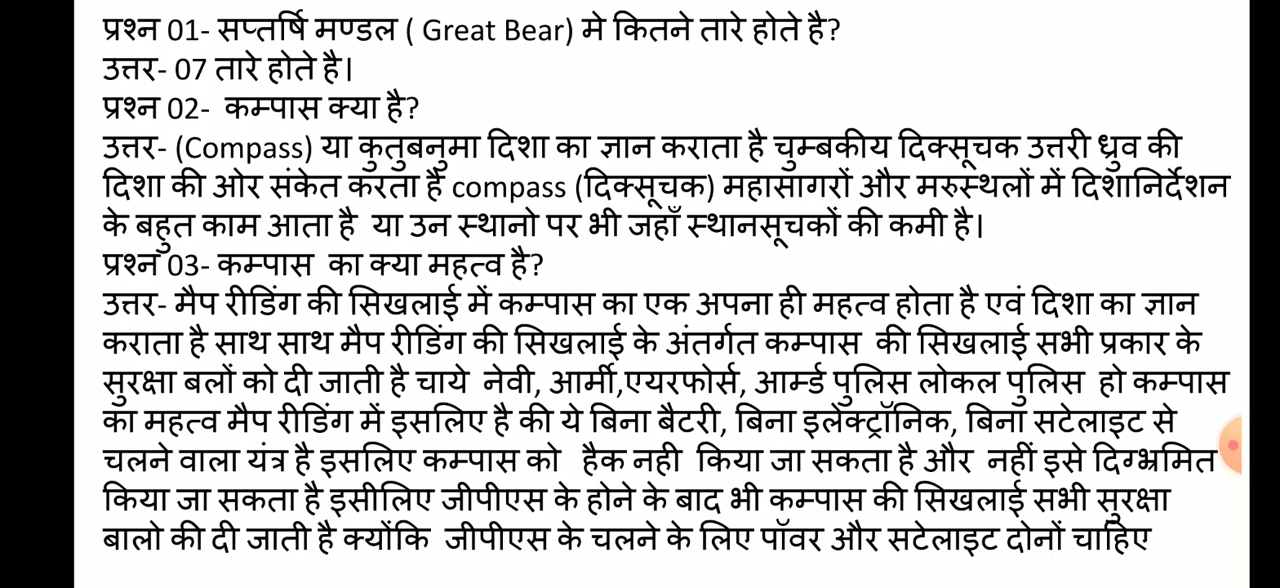 प्रश्न 01- सप्तर्षि मण्डल ( Great Bear) मे कितने तारे होते है?
उत्तर- 07 तारे होते है।
प्रश्न 02-  कम्पास क्या है?
उत्तर- (Compass) या कुतुबनुमा दिशा का ज्ञान कराता है चुम्बकीय दिक्सूचक उत्तरी ध्रुव की
दिशा की ओर संकेत करता है compass (दिक्सूचक) महासागरों और मरुस्थलों में दिशानिर्देशन
के बहुत काम आता है  या उन स्थानो पर भी जहाँ स्थानसूचकों की कमी है।
प्रश्न 03- कम्पास  का क्या महत्व है?
उत्तर- मैप रीडिंग की सिखलाई में कम्पास का एक अपना ही महत्व होता है एवं दिशा का ज्ञान
कराता है साथ साथ मैप रीडिंग की सिखलाई के अंतर्गत कम्पास  की सिखलाई सभी प्रकार के
सुरक्षा बलों को दी जाती है चाये  नेवी, आर्मी,एयरफोर्स, आर्म्ड पुलिस लोकल पुलिस  हो कम्पास
का महत्व मैप रीडिंग में इसलिए है की ये बिना बैटरी, बिना इलेक्ट्रॉनिक, बिना सटेलाइट से
चलने वाला यंत्र है इसलिए कम्पास को  हैक नही  किया जा सकता है और  नहीं इसे दिग्भ्रमित
किया जा सकता है इसीलिए जीपीएस के होने के बाद भी कम्पास की सिखलाई सभी सुरक्षा
बालो की दी जाती है क्योंकि  जीपीएस के चलने के लिए पॉवर और सटेलाइट दोनों चाहिए